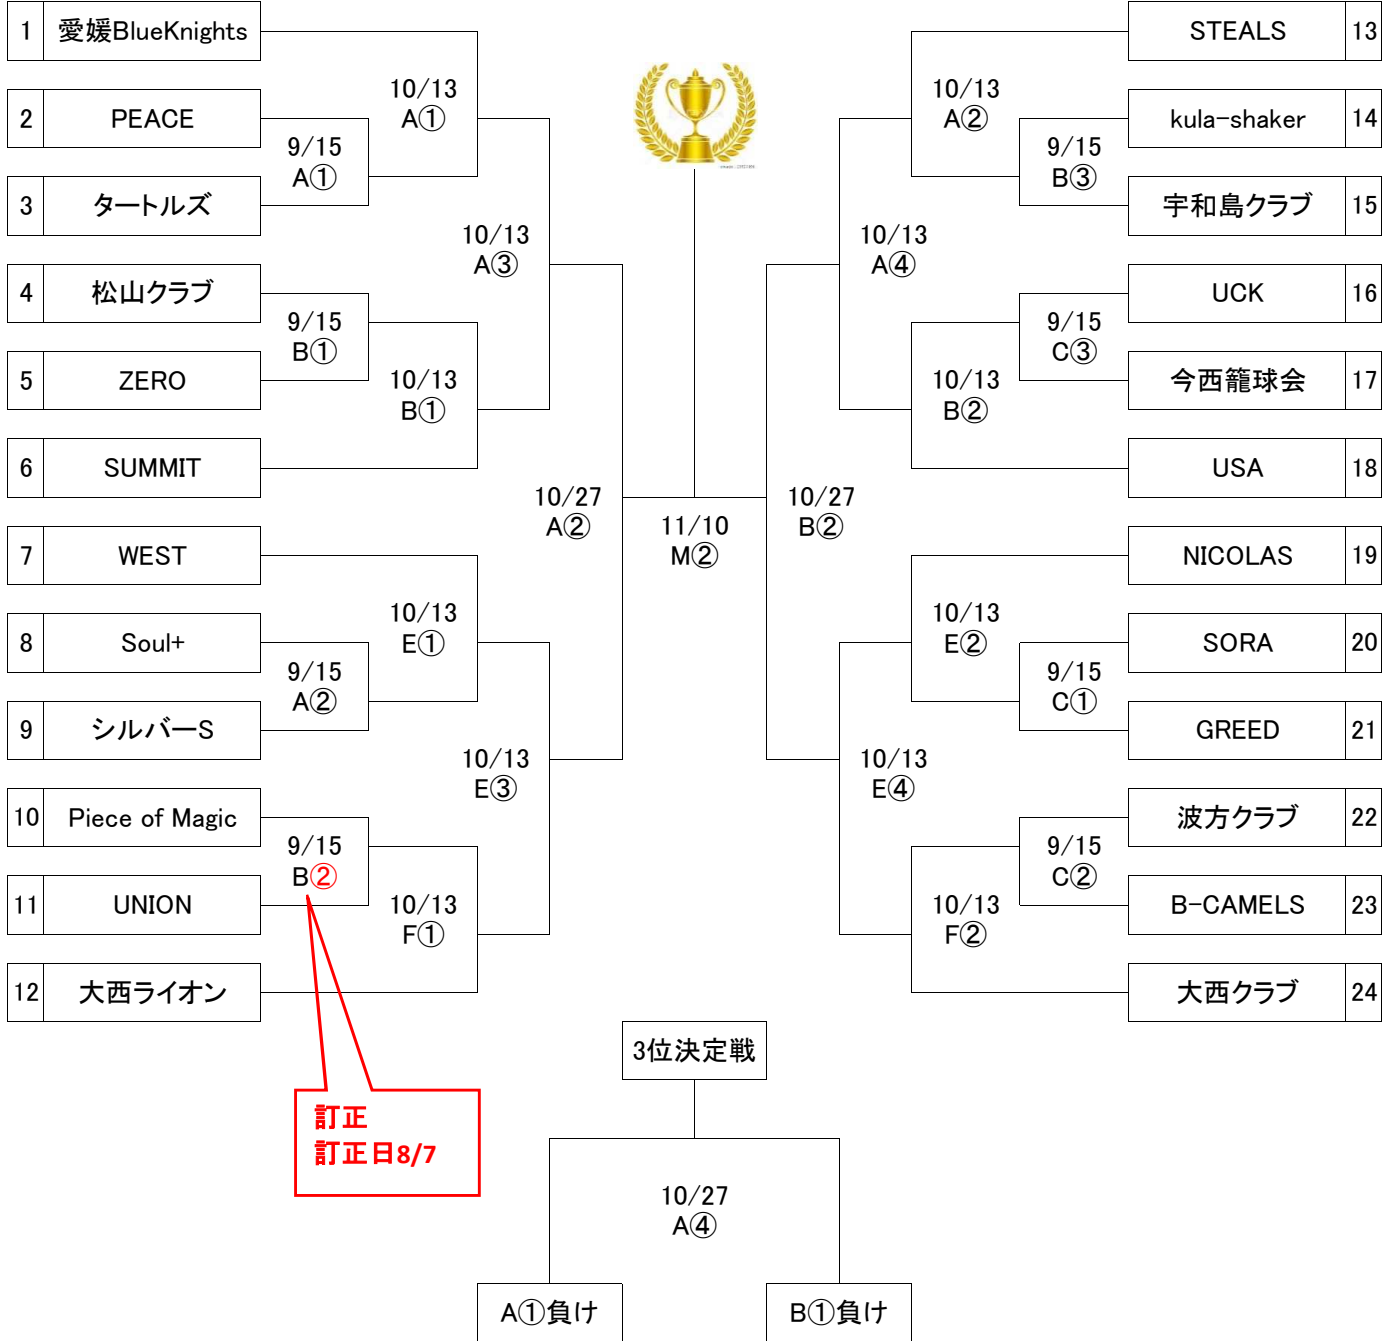 1 愛媛BlueKnights
2 PEACE
3 タートルズ
4 松山クラブ
5 ZERO
6 SUMMIT
7 WEST
8 Soul+
9 シルバーS
10 Piece of Magic
11 UNION
12 大西ライオン
9/15
A①
9/15
B①
9/15
A②
9/15
B②
10/13
A①
10/13
B①
10/13
E①
10/13
F①
10/13
A③
10/13
E③
10/27
A②
11/10
M②
10/27
B②
10/13
A④
10/13
E④
10/13
A②
10/13
B②
10/13
E②
10/13
F②
9/15
B③
9/15
C③
9/15
C①
9/15
C②
STEALS 13
kula-shaker 14
宇和島クラブ 15
UCK 16
今西籠球会 17
USA 18
NICOLAS 19
SORA 20
GREED 21
波方クラブ 22
B-CAMELS 23
大西クラブ 24
訂正
訂正日8/7
3位決定戦
10/27
A④
A①負け
B①負け